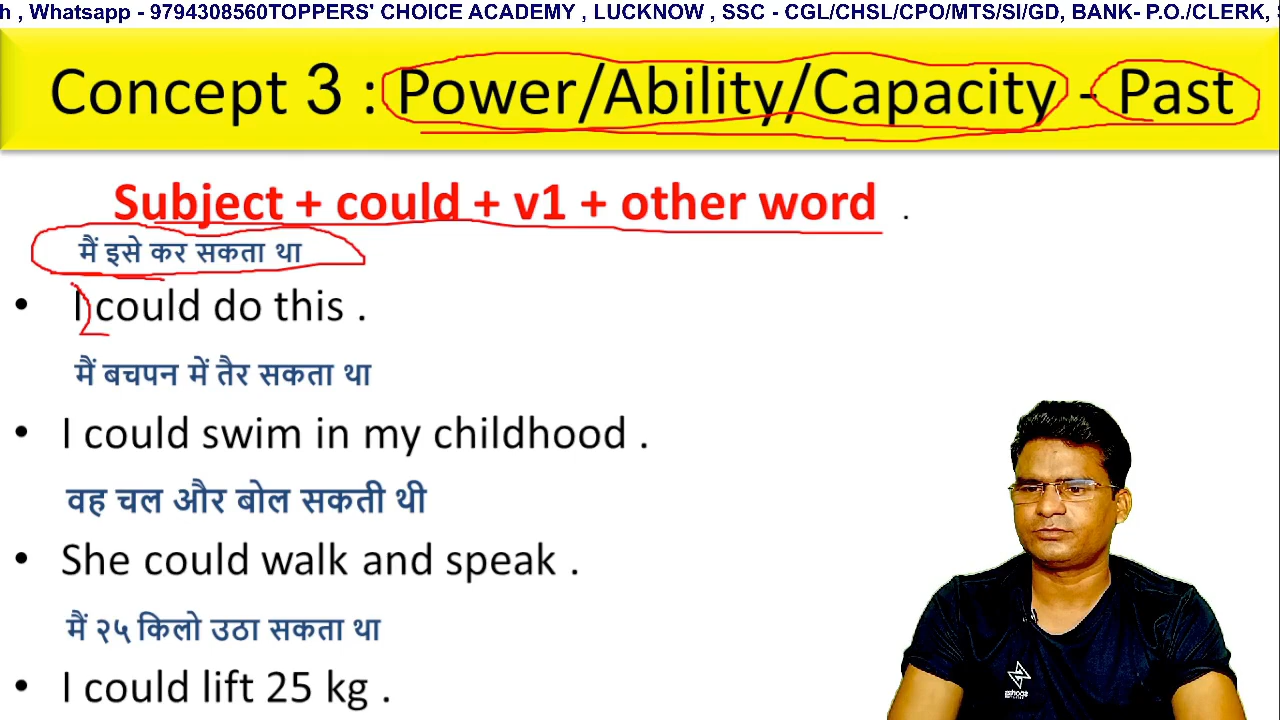 h , Whatsapp - 9794308560TOPPERS' CHOICE ACADEMY , LUCKNOW , SSC - CGL/CHSL/CPO/MTS/SI/GD, BANK- P.O./CLERK,
Concept 3 : Power/Ability/Capacity - Past
Subject + could + v1 + other word .
मैं इसे कर सकता था
• I could do this .
मैं बचपन में तैर सकता था
• I could swim in my childhood .
वह चल और बोल सकती थी
• She could walk and speak .
मैं २५ किलो उठा सकता था
• I could lift 25 kg .